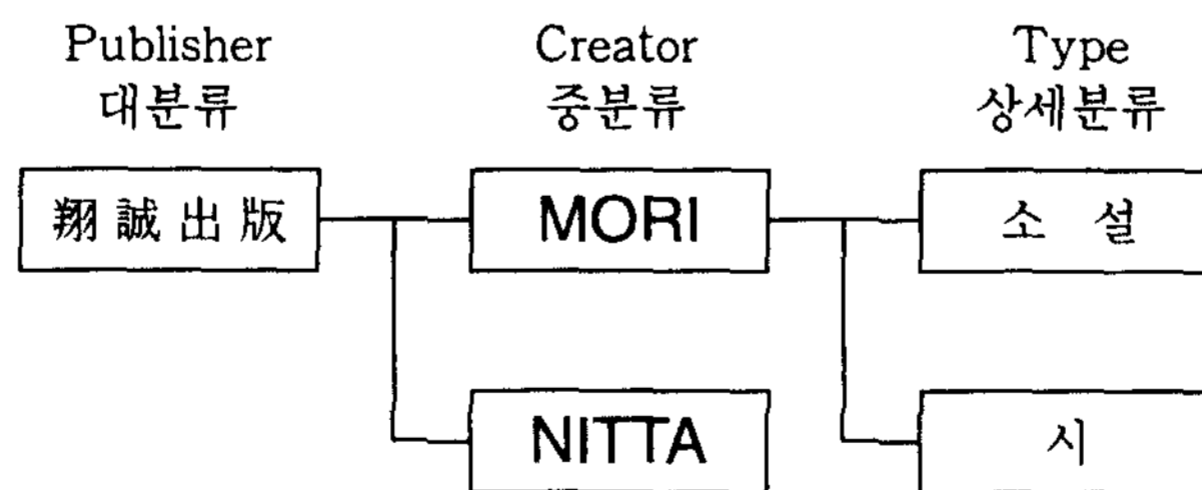 Publisher Creator Type
대분류 중분류 상세분류
翔誠出版 MORI 소 설
NITTA 시